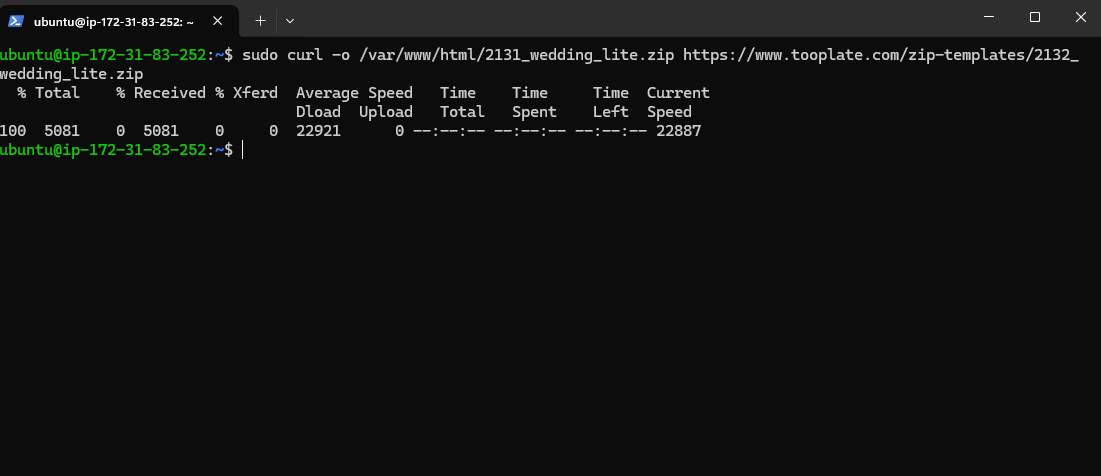 ubuntu@ip-172-31-83-252: ~
ubuntu@ip-172-31-83-252:~$ sudo curl -o /var/www/html/2131_wedding_lite.zip https://www.tooplate.com/zip-templates/2132_
wedding_lite.zip
  % Total    % Received % Xferd  Average Speed   Time    Time     Time  Current
                                 Dload  Upload   Total   Spent    Left  Speed
100  5081    0  5081    0     0  22921      0 --:--:-- --:--:-- --:--:-- 22887
ubuntu@ip-172-31-83-252:~$